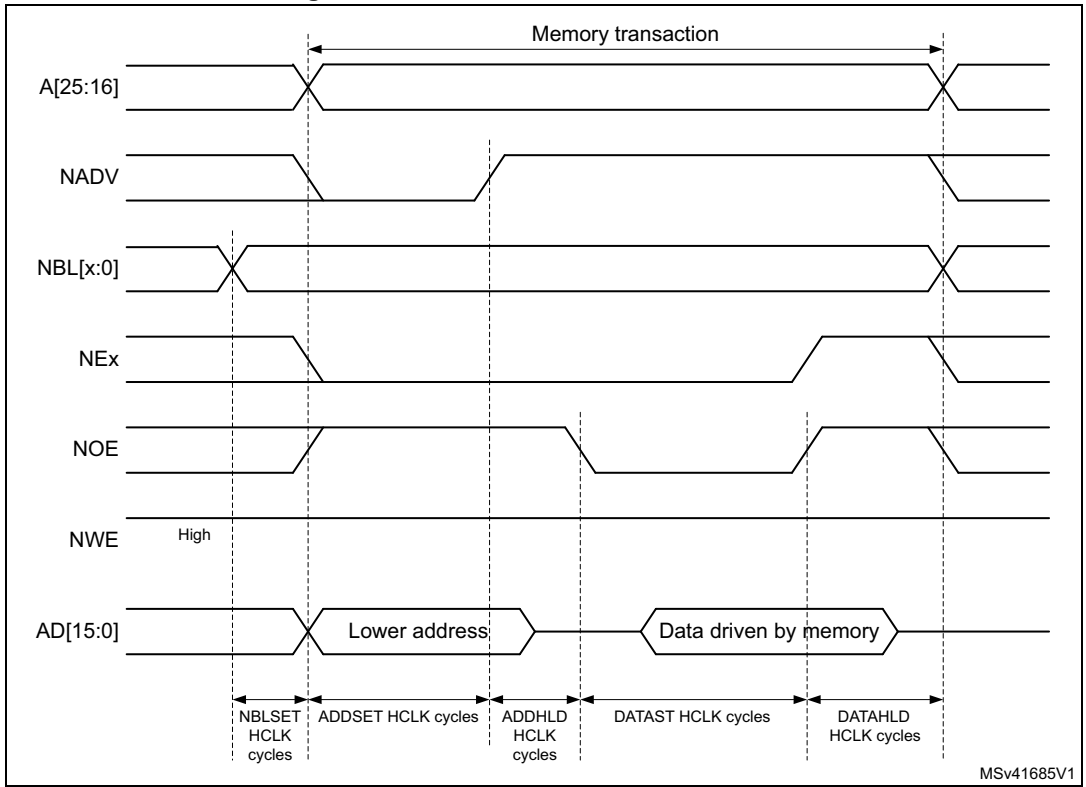 Memory transaction
A[25:16]
NADV
NBL[x:0]
NEx
NOE
NWE
High
AD[15:0]
Lower address
Data driven by memory
NBLSET
HCLK
cycles
ADDSET HCLK cycles
ADDHLD
HCLK
cycles
DATAST HCLK cycles
DATAHLD
HCLK cycles
MSv41685V1